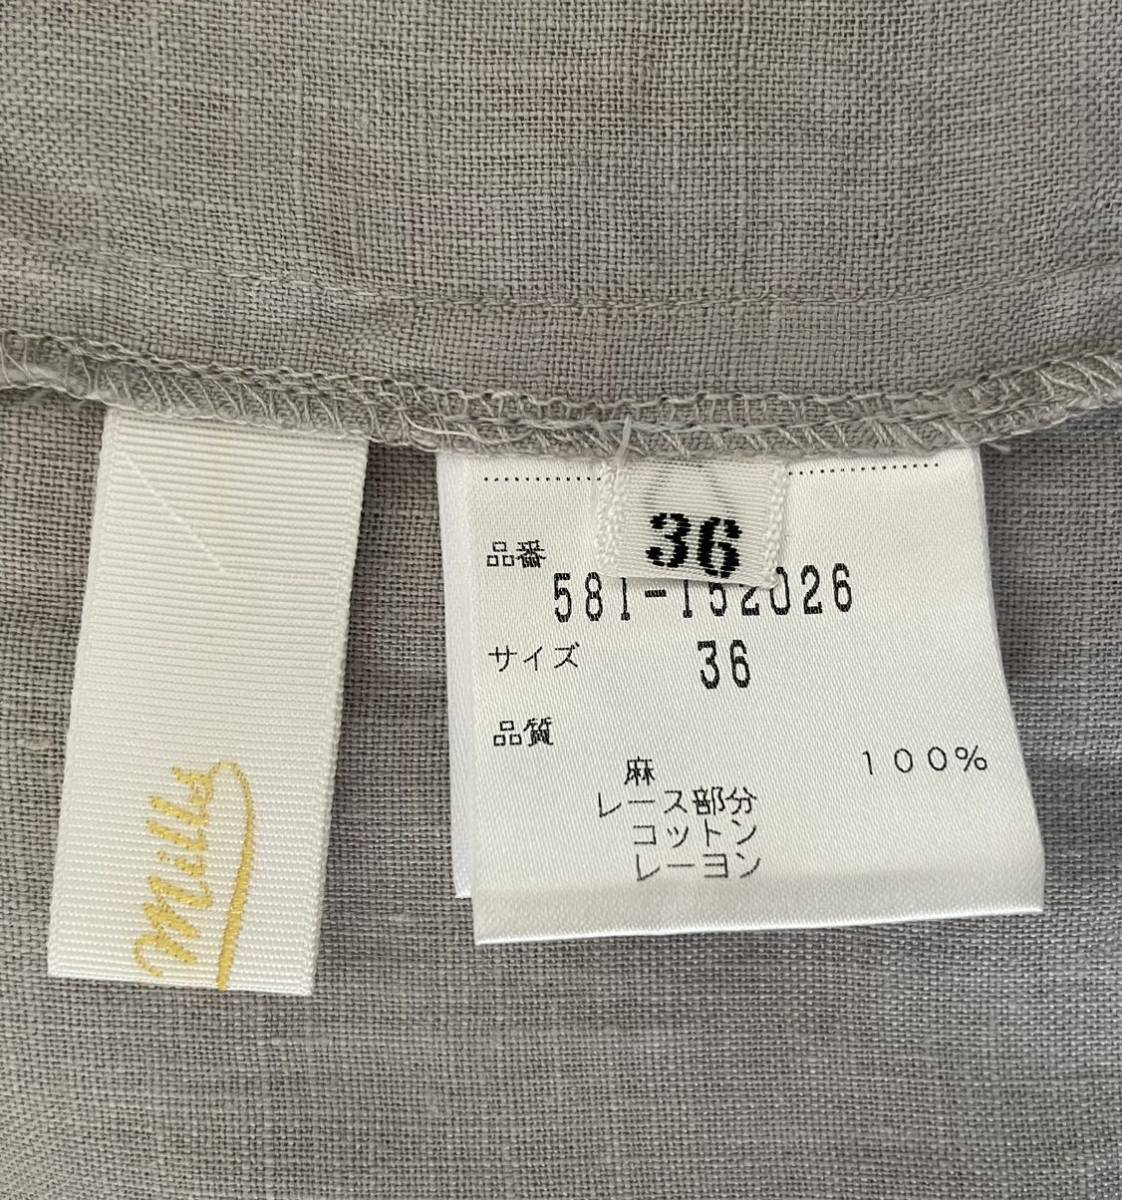 Mills
36
品番
581-152026
サイズ 36
品質
麻 100%
レース部分
コットン
レーヨン